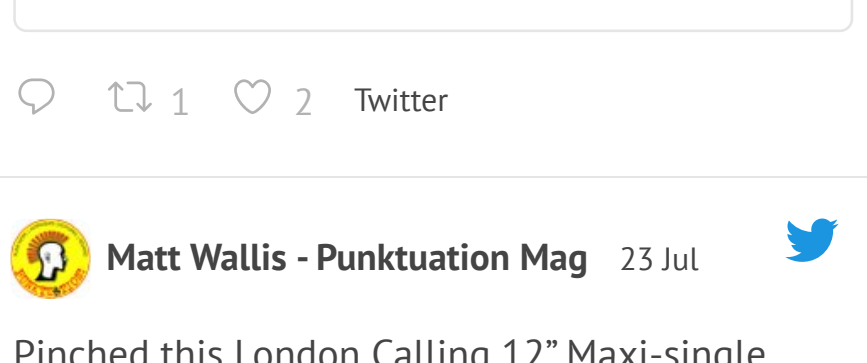 1 2 Twitter
Matt Wallis - Punktuation Mag 23 Jul
Pinched this London Calling 12” Maxi-single